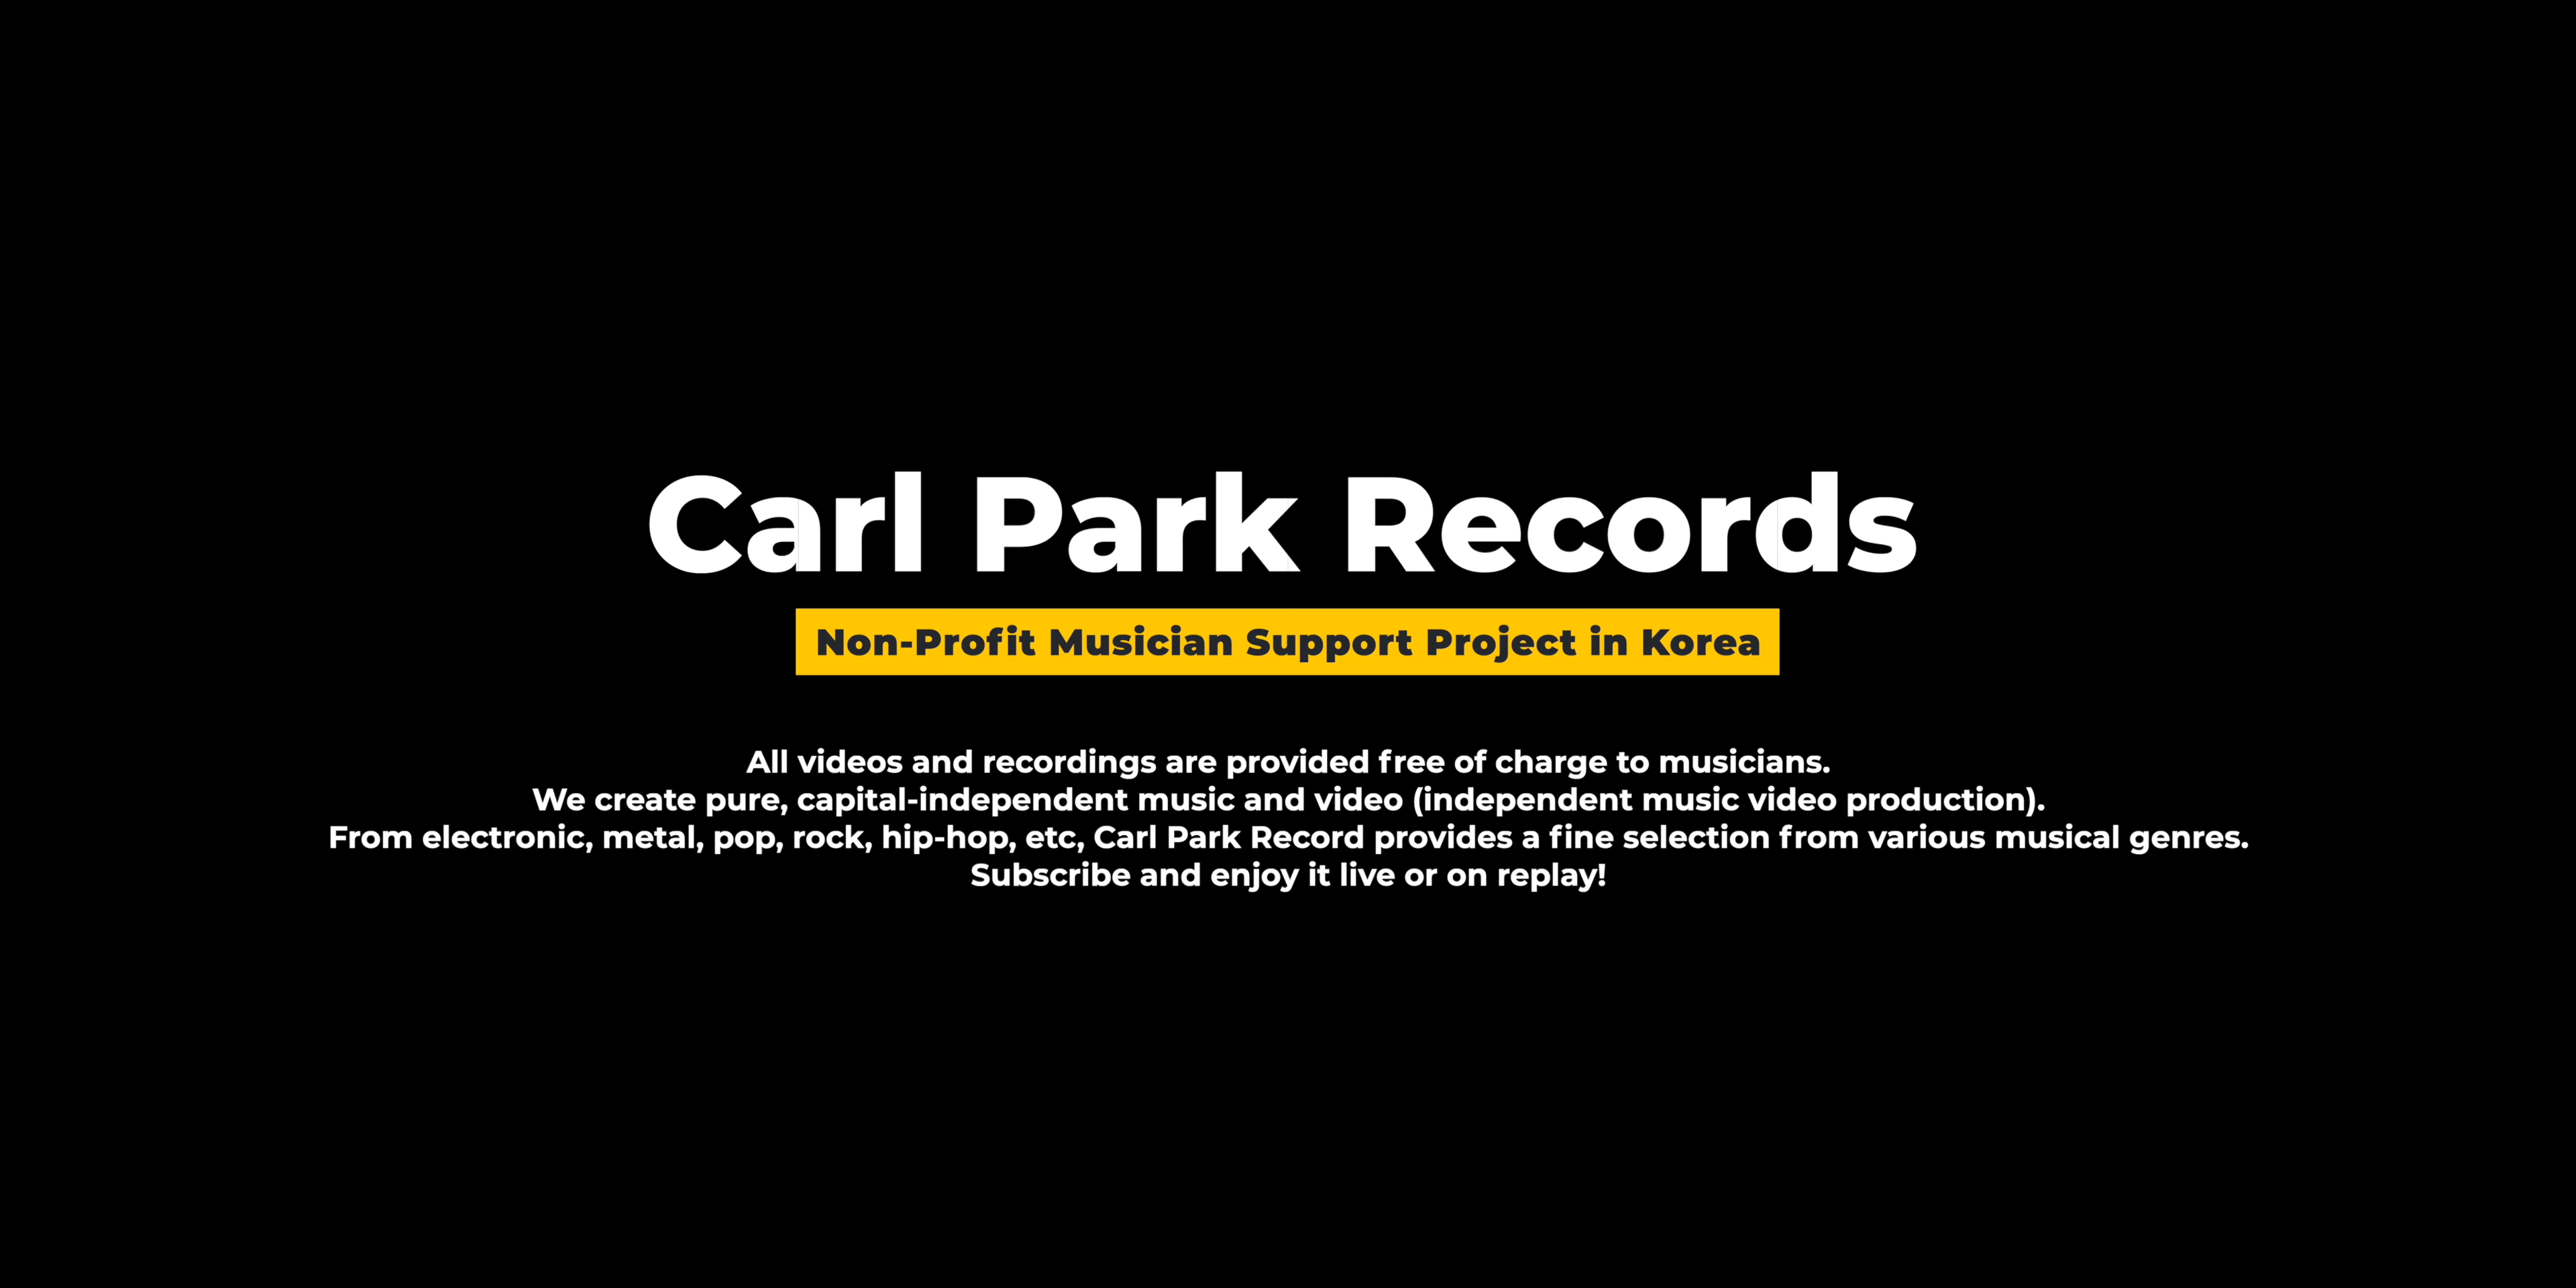 Carl Park Records
Non-Profit Musician Support Project in Korea
All videos and recordings are provided free of charge to musicians.
We create pure, capital-independent music and video (independent music video production).
From electronic, metal, pop, rock, hip-hop, etc, Carl Park Record provides a fine selection from various musical genres.
Subscribe and enjoy it live or on replay!